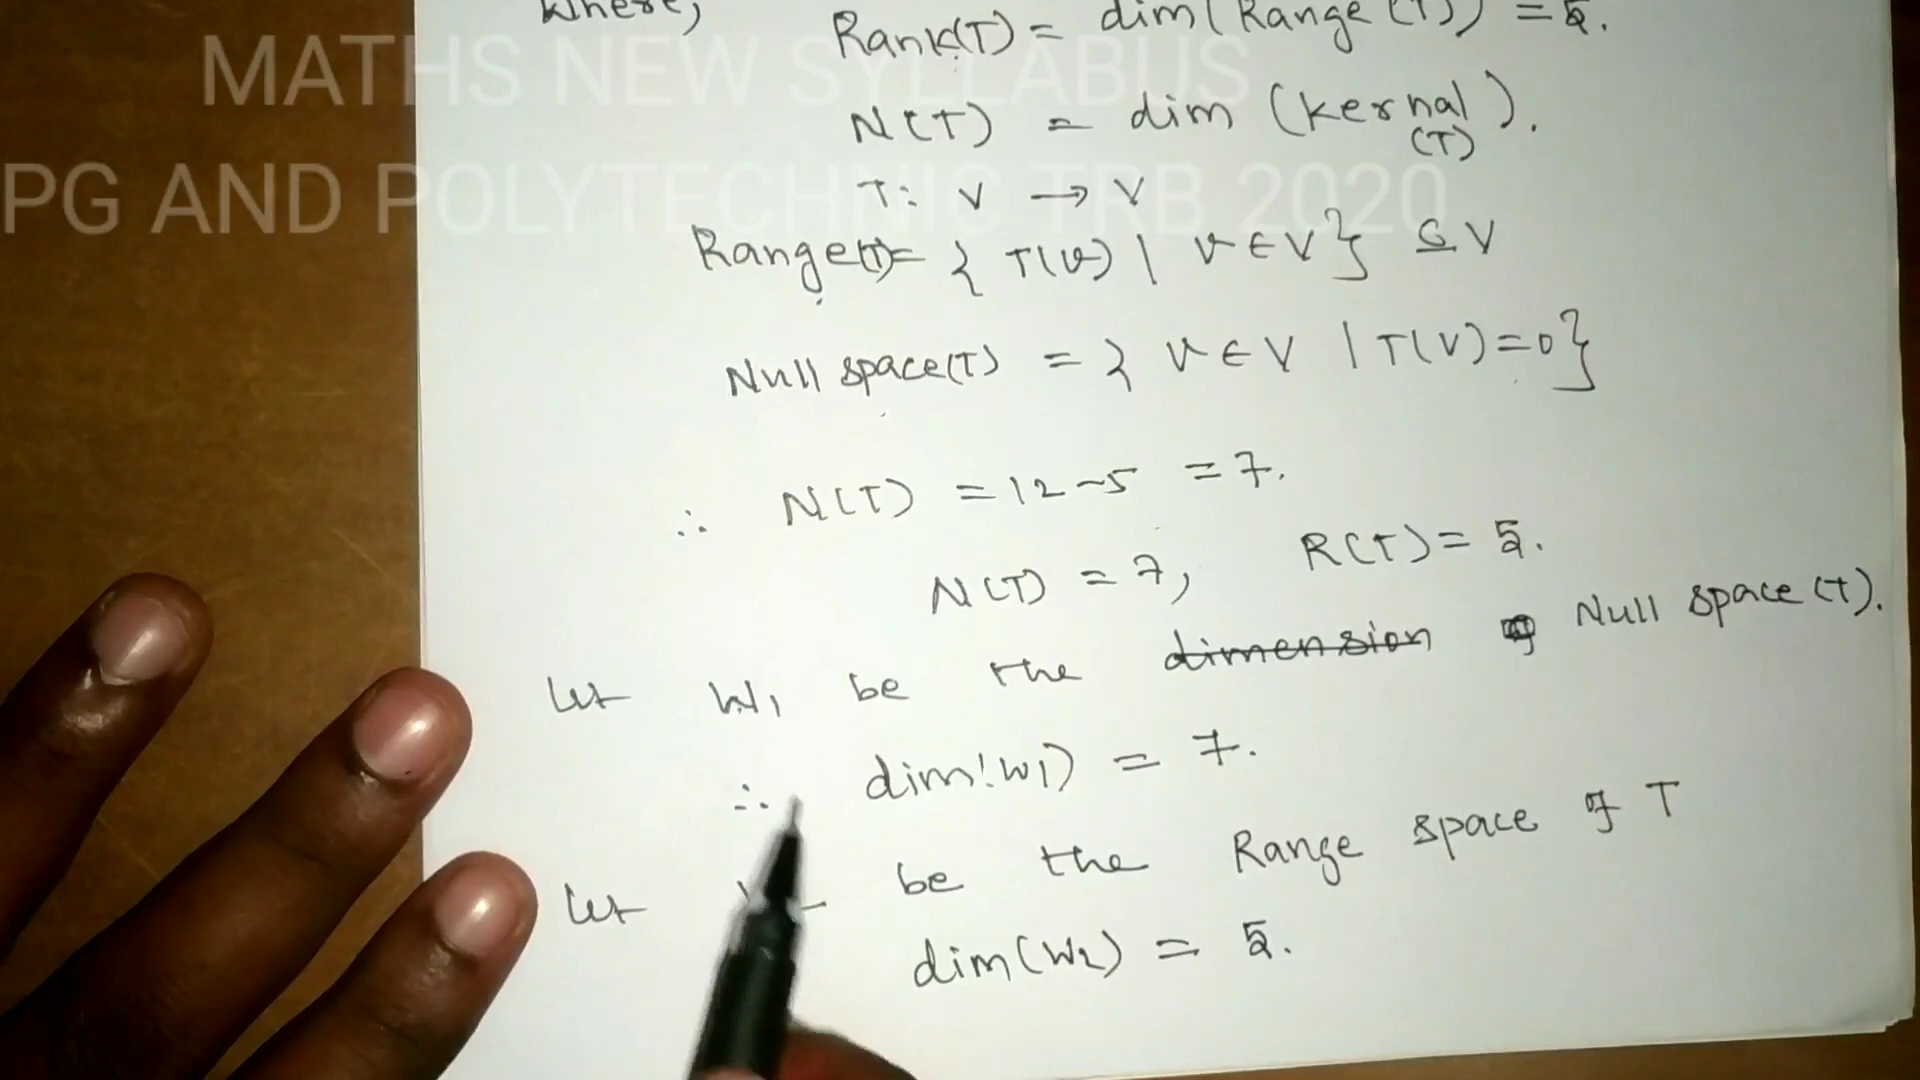 Where,
Rank(T) = dim(Range(T)) = 5.
MATHS NEW SYLLABUS
N(T) = dim (kernal (T)).
PG AND POLYTECHNIC TRB 2020
T: V → V
Range(T) = { T(v) | v ∈ V } ⊆ V
Null space(T) = { v ∈ V | T(V) = 0 }
∴ N(T) = 12 - 5 = 7.
N(T) = 7, R(T) = 5.
Let W1 be the dimension of Null space (T).
∴ dim(W1) = 7.
Let be the Range space of T
dim(W2) = 5.